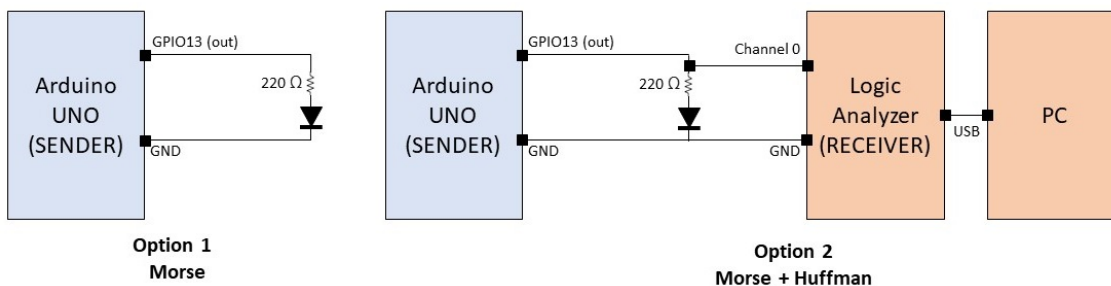 GPIO13 (out)
220 Ω
Arduino
UNO
(SENDER)
GND
Option 1
Morse
GPIO13 (out)
Channel 0
220 Ω
Arduino
UNO
(SENDER)
GND
GND
Logic
Analyzer
(RECEIVER)
USB
PC
Option 2
Morse + Huffman